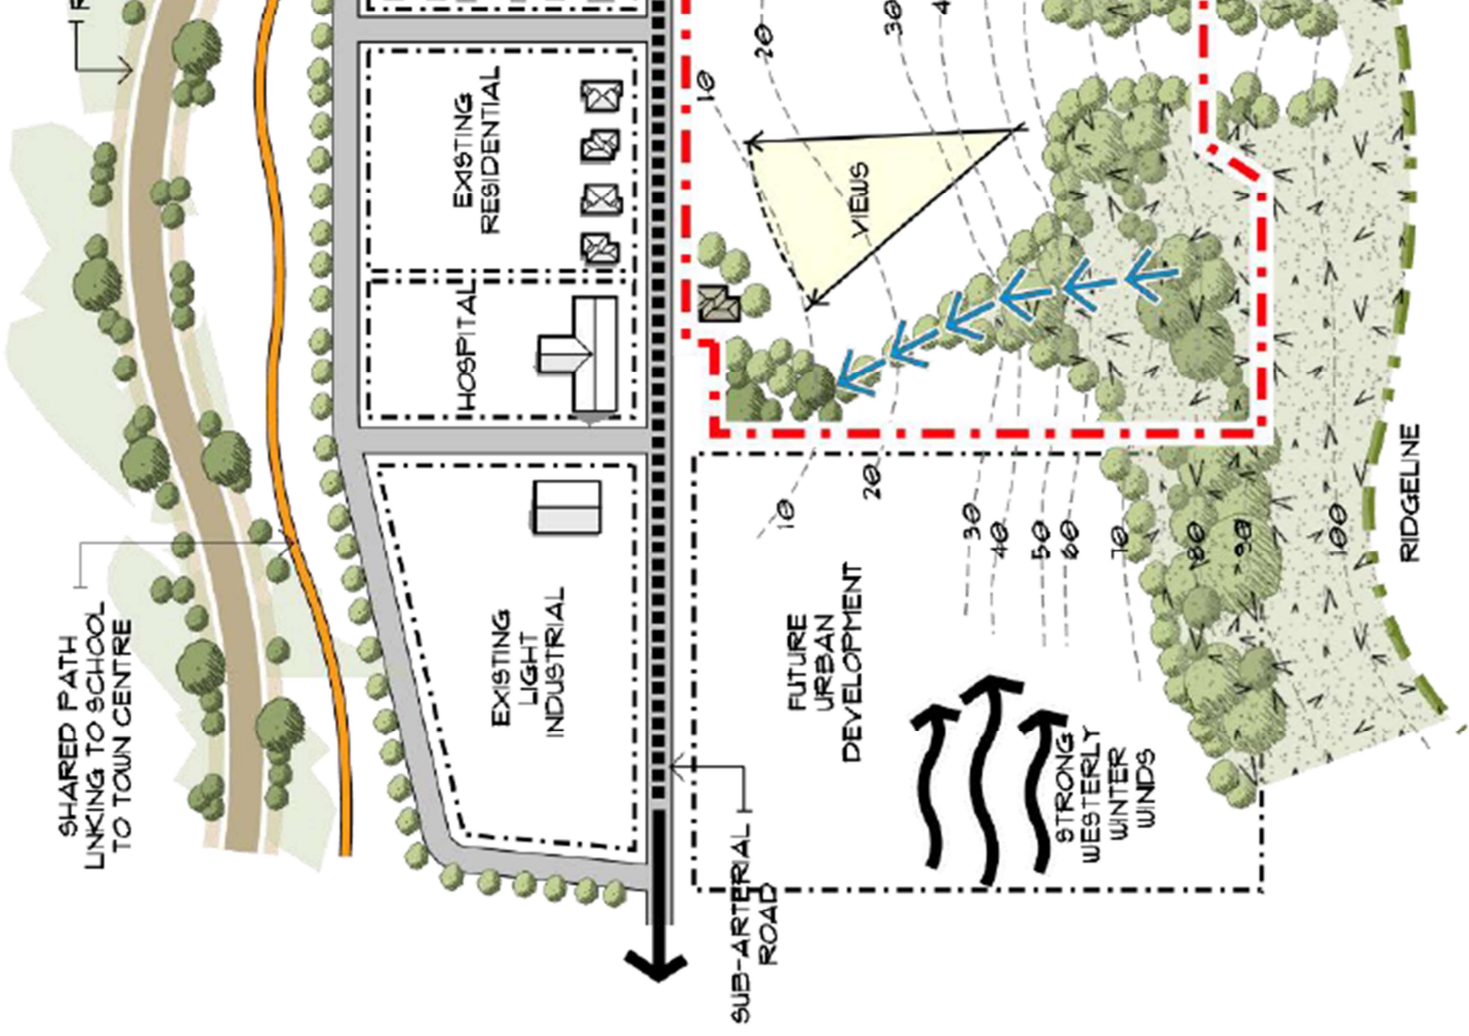 SHARED PATH
LINKING TO SCHOOL
TO TOWN CENTRE
EXISTING
RESIDENTIAL
HOSPITAL
EXISTING
LIGHT
INDUSTRIAL
SUB-ARTERIAL
ROAD
10
20
30
VIEWS
10
20
30
40
50
60
70
80
90
100
FUTURE
URBAN
DEVELOPMENT
STRONG
WESTERLY
WINTER
WINDS
RIDGELINE